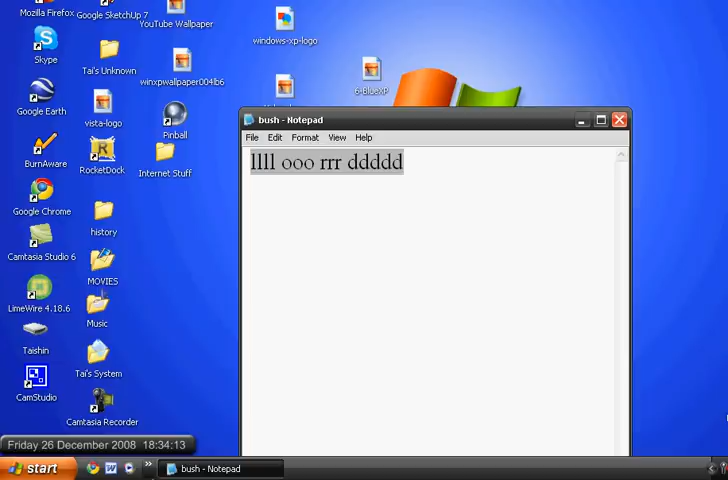 Mozilla Firefox
Google SketchUp 7
YouTube Wallpaper
windows-xp-logo
Skype
Tai's Unknown
winxpwallpaper004lb6
6-BlueXP
Google Earth
vista-logo
Pinball
bush - Notepad
File Edit Format View Help
llll ooo rrr ddddd
BurnAware
RocketDock
Internet Stuff
Google Chrome
history
Camtasia Studio 6
MOVIES
LimeWire 4.18.6
Music
Taishin
Tai's System
CamStudio
Camtasia Recorder
Friday 26 December 2008 18:34:13
start
bush - Notepad